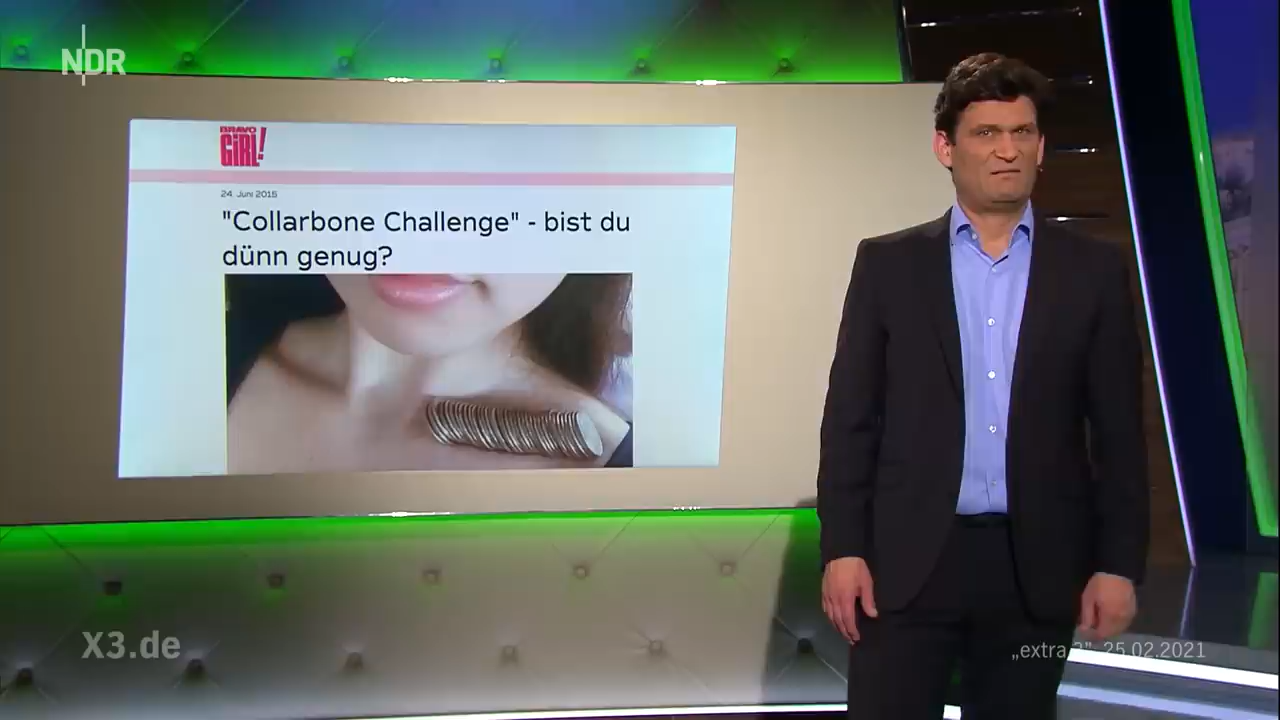 NDR
BRAVO
GiRL!
24. Juni 2015
"Collarbone Challenge" - bist du
dünn genug?
X3.de
„extra 3", 25.02.2021